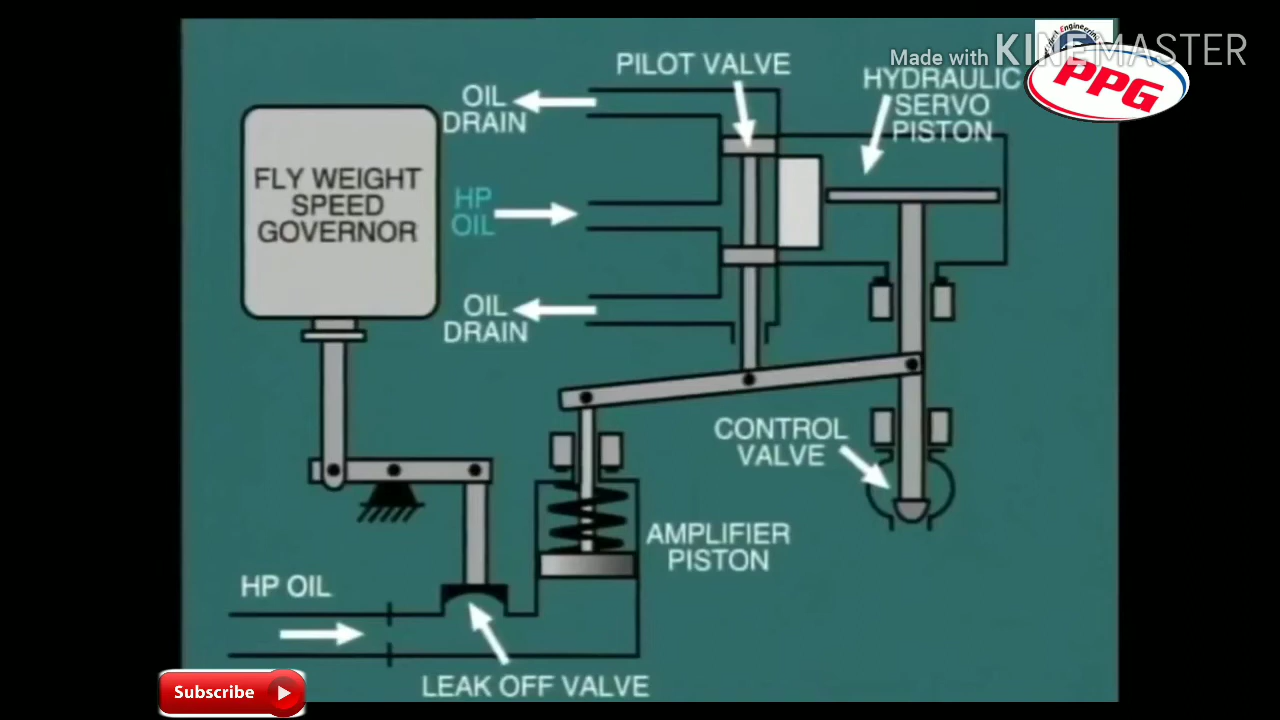 Made with KINEMASTER
PPG
PILOT VALVE
HYDRAULIC
SERVO
PISTON
OIL
DRAIN
FLY WEIGHT
SPEED
GOVERNOR
HP
OIL
OIL
DRAIN
CONTROL
VALVE
AMPLIFIER
PISTON
HP OIL
LEAK OFF VALVE
Subscribe